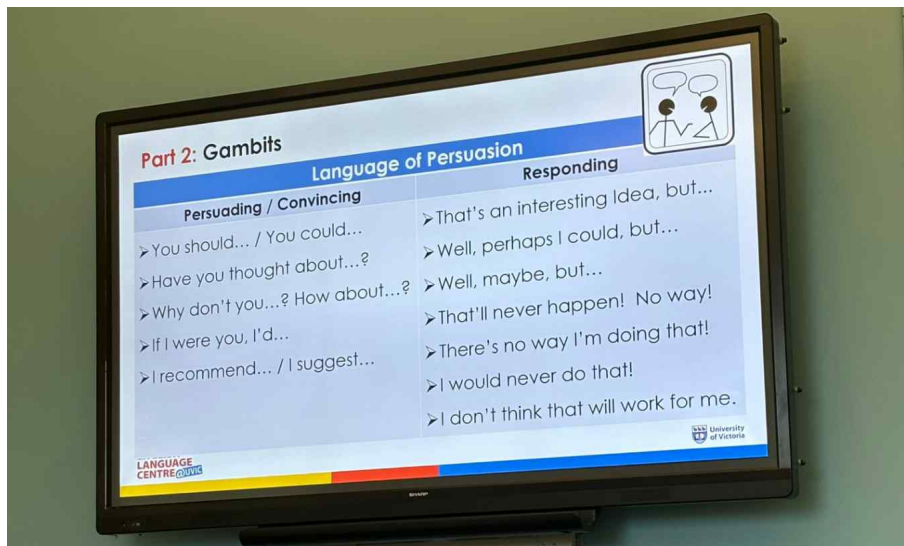 Part 2: Gambits
Language of Persuasion
Persuading / Convincing
➢You should... / You could...
➢Have you thought about...?
➢Why don't you...? How about...?
➢If I were you, I'd...
➢I recommend... / I suggest...
Responding
➢That's an interesting Idea, but...
➢Well, perhaps I could, but...
➢Well, maybe, but...
➢That'll never happen! No way!
➢There's no way I'm doing that!
➢I would never do that!
➢I don't think that will work for me.
LANGUAGE
CENTRE@UVIC
University
of Victoria
SHARP